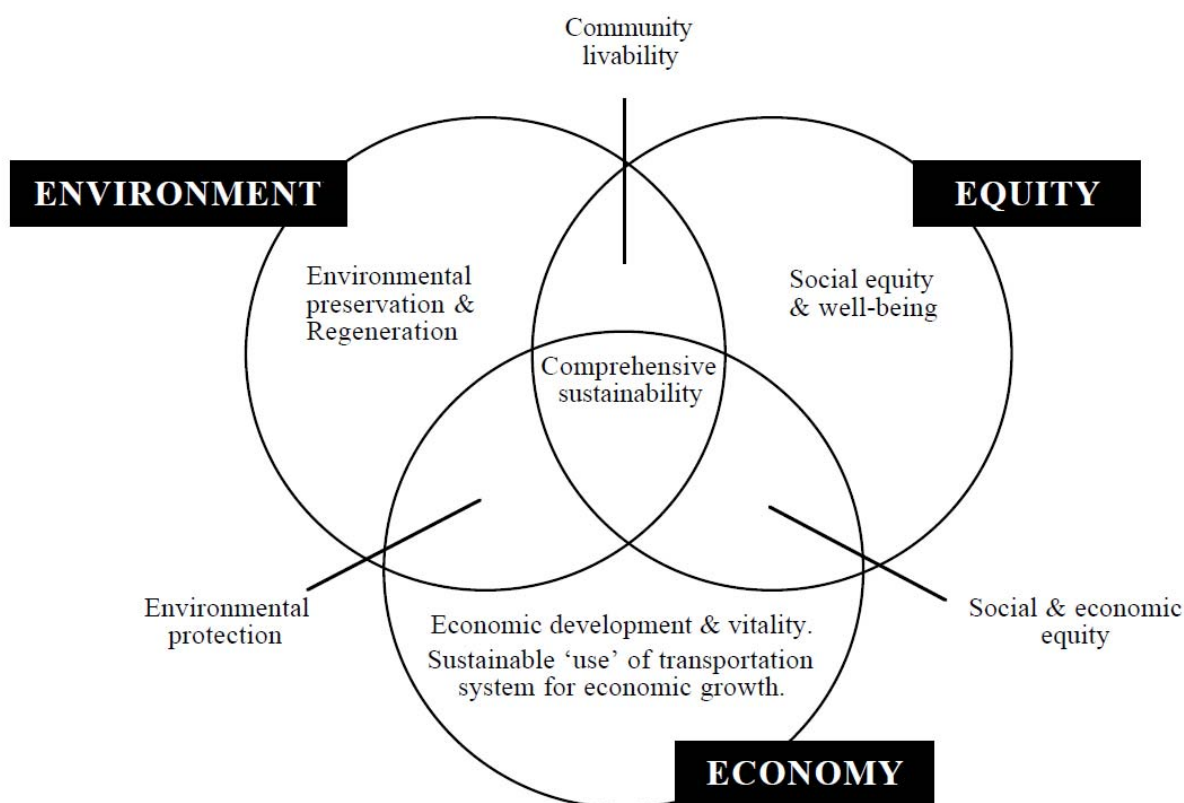 Community
livability
ENVIRONMENT
EQUITY
Environmental
preservation &
Regeneration
Social equity
& well-being
Comprehensive
sustainability
Environmental
protection
Social & economic
equity
Economic development & vitality.
Sustainable ‘use’ of transportation
system for economic growth.
ECONOMY